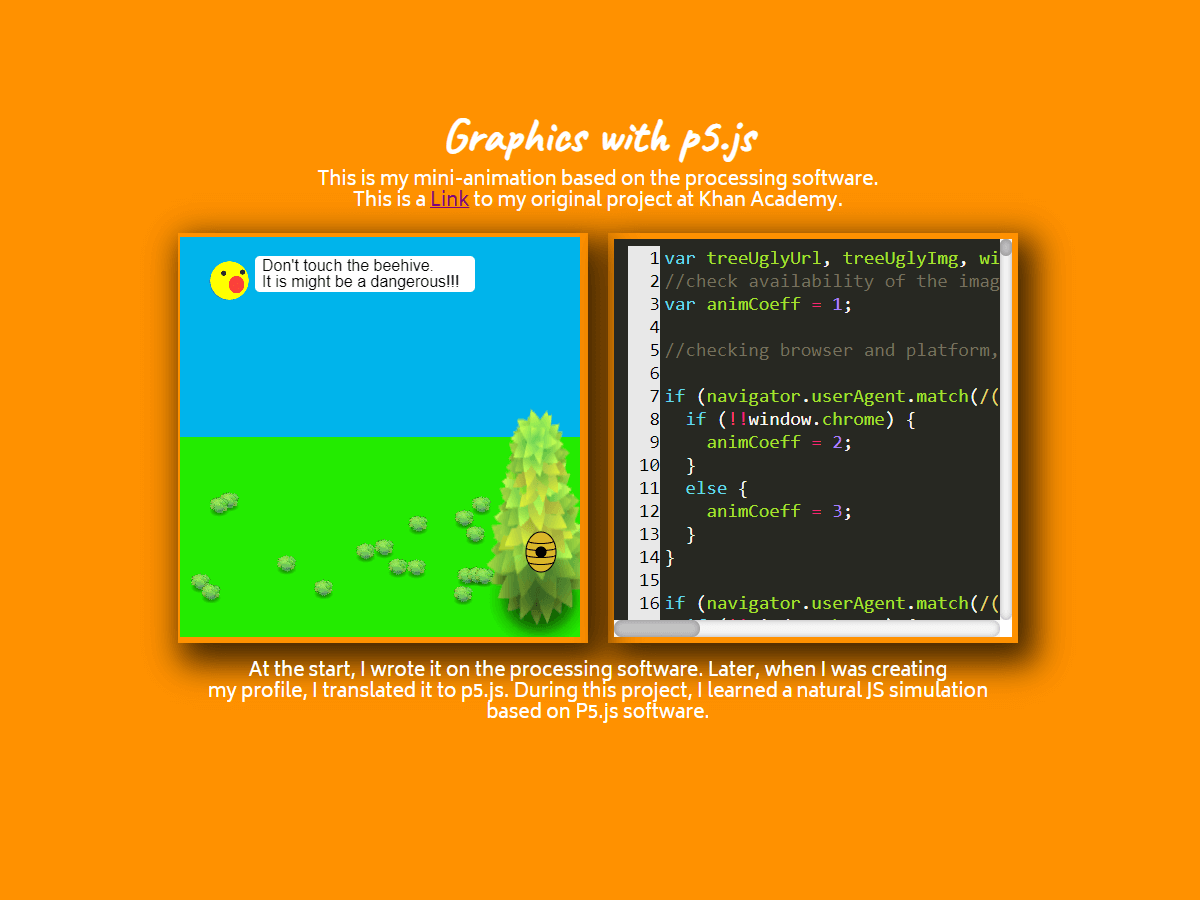 Graphics with p5.js
This is my mini-animation based on the processing software.
This is a Link to my original project at Khan Academy.
Don't touch the beehive.
It is might be a dangerous!!!
1 var treeUglyUrl, treeUglyImg, wi
2 //check availability of the imag
3 var animCoeff = 1;
4
5 //checking browser and platform,
6
7 if (navigator.userAgent.match(/(
8   if (!!window.chrome) {
9     animCoeff = 2;
10   }
11   else {
12     animCoeff = 3;
13   }
14 }
15
16 if (navigator.userAgent.match(/(
At the start, I wrote it on the processing software. Later, when I was creating
my profile, I translated it to p5.js. During this project, I learned a natural JS simulation
based on P5.js software.